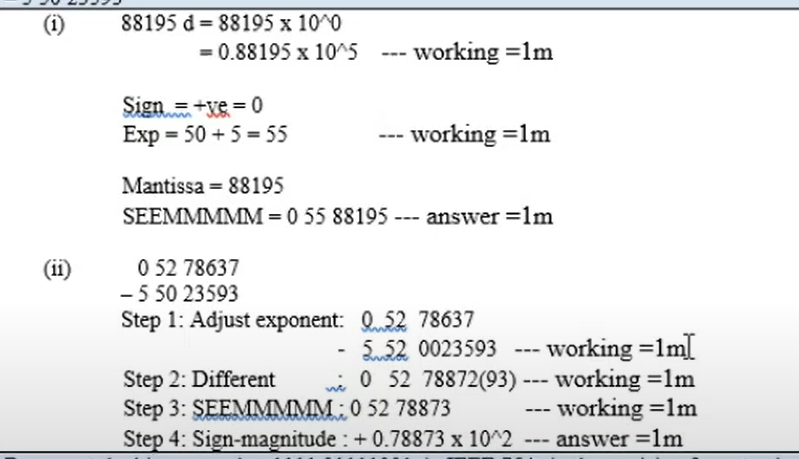 (i) 88195 d = 88195 x 10^0
= 0.88195 x 10^5 --- working =1m
Sign = +ve = 0
Exp = 50 + 5 = 55 --- working =1m
Mantissa = 88195
SEEMMMMM = 0 55 88195 --- answer =1m
(ii) 0 52 78637
– 5 50 23593
Step 1: Adjust exponent: 0 52 78637
- 5 52 0023593 --- working =1m
Step 2: Different : 0 52 78872(93) --- working =1m
Step 3: SEEMMMMM : 0 52 78873 --- working =1m
Step 4: Sign-magnitude : + 0.78873 x 10^2 --- answer =1m